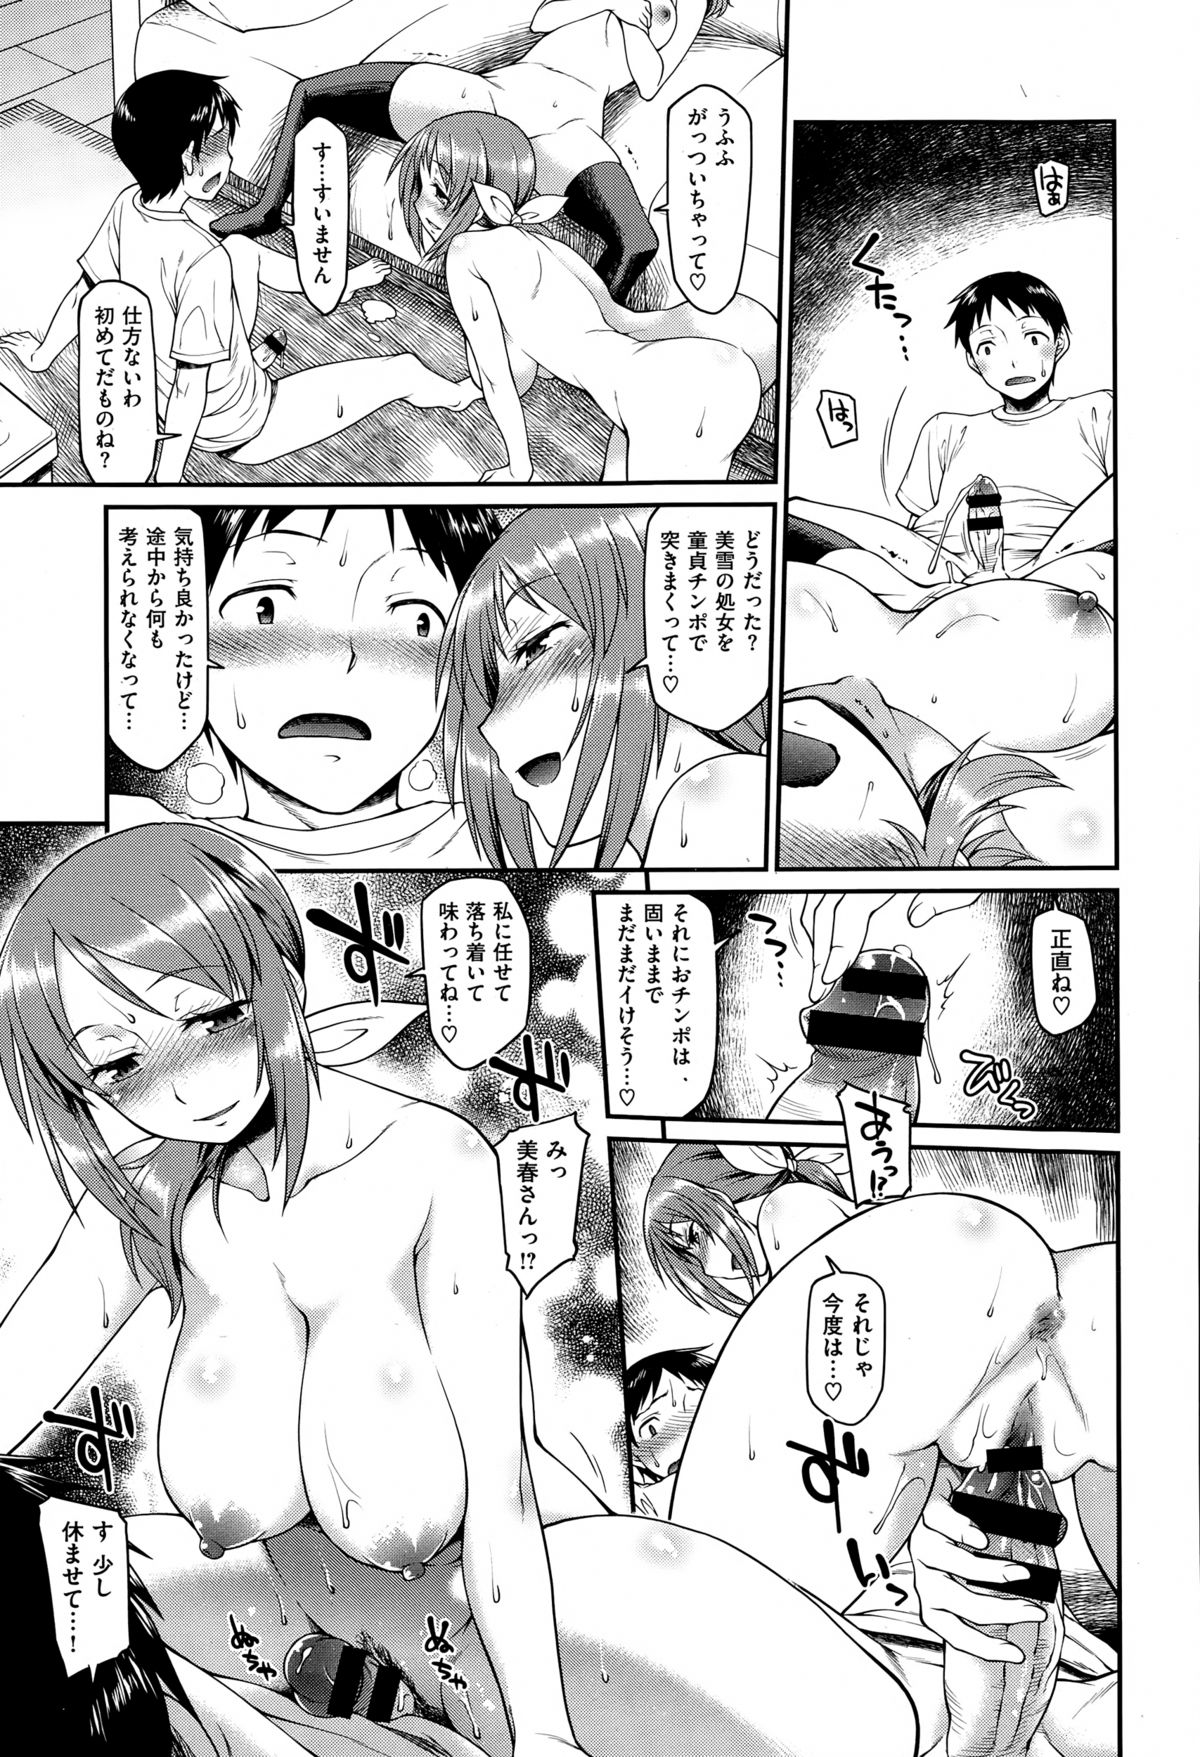 はぁ
くたっ…
はっ
うふふ
がっついちゃって♡
す…すいません
仕方ないわ
初めてだものね?
どうだった?
美雪の処女を
童貞チンポで
突きまくって…♡
気持ち良かったけど…
途中から何も
考えられなくなって…
正直ね♡
びくっ
つっ…
それにおチンポは
固いままで
まだまだイけそう…♡
あうっ!?
それじゃ
今度は…♡
ず
いっ
みっ
美春さんっ!?
私に任せて
落ち着いて
味わってね…♡
ず
ず
ず
ぬちゃ
ぬちゃ
す 少し
休ませて…!